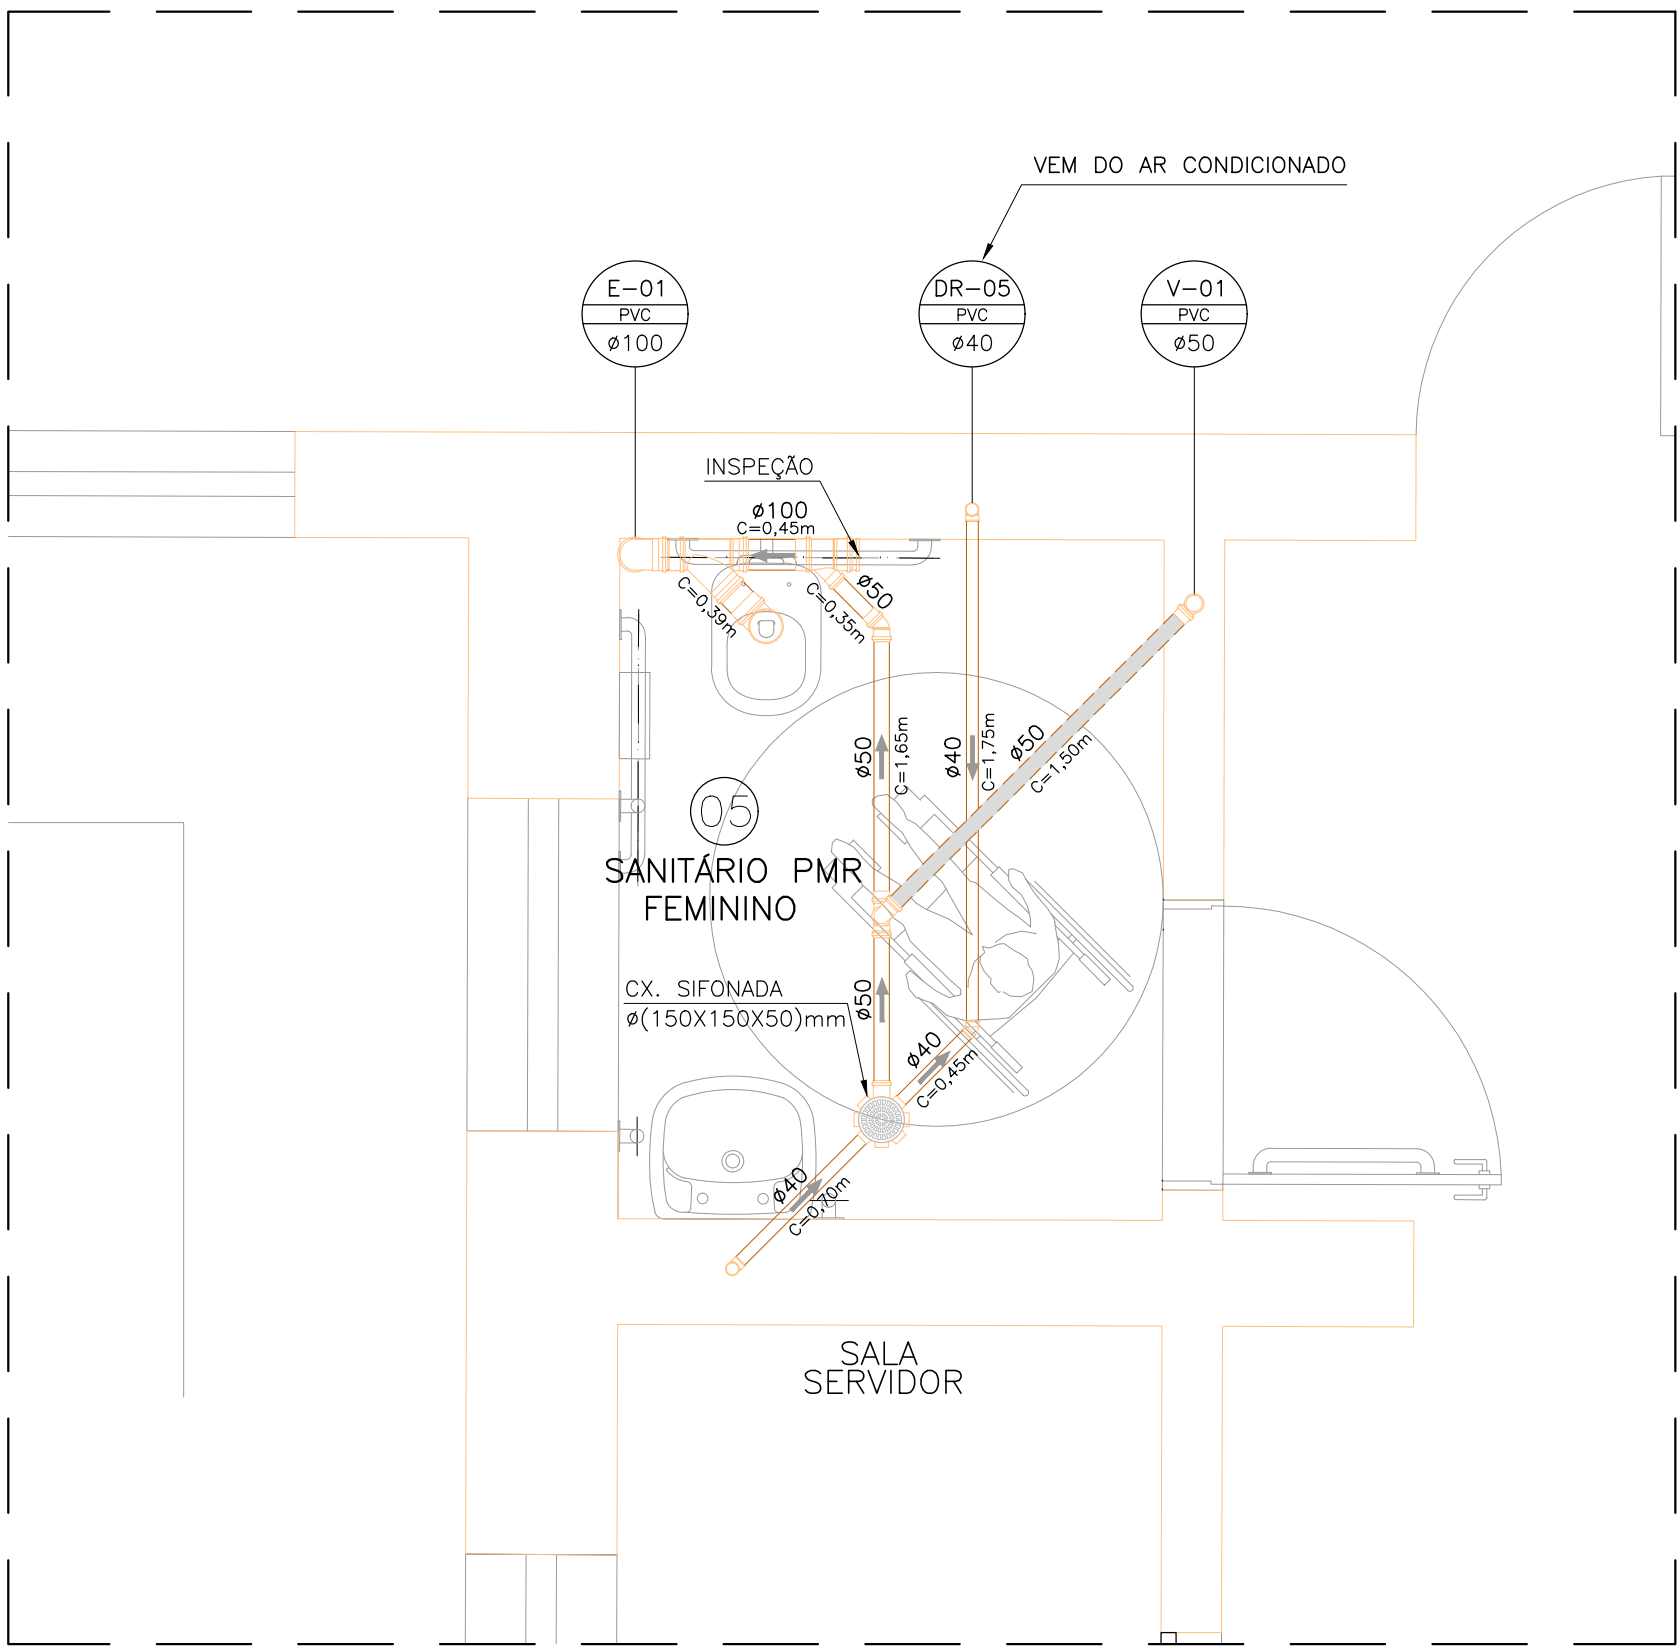 VEM DO AR CONDICIONADO
E-01
PVC
ø100
DR-05
PVC
ø40
V-01
PVC
ø50
INSPEÇÃO
ø100
C=0,45m
C=0,39m
ø50
C=0,35m
ø50
C=1,65m
ø40
C=1,75m
ø50
C=1,50m
05
SANITÁRIO PMR
FEMININO
CX. SIFONADA
ø(150X150X50)mm
ø50
ø40
C=0,45m
ø40
C=0,70m
SALA
SERVIDOR